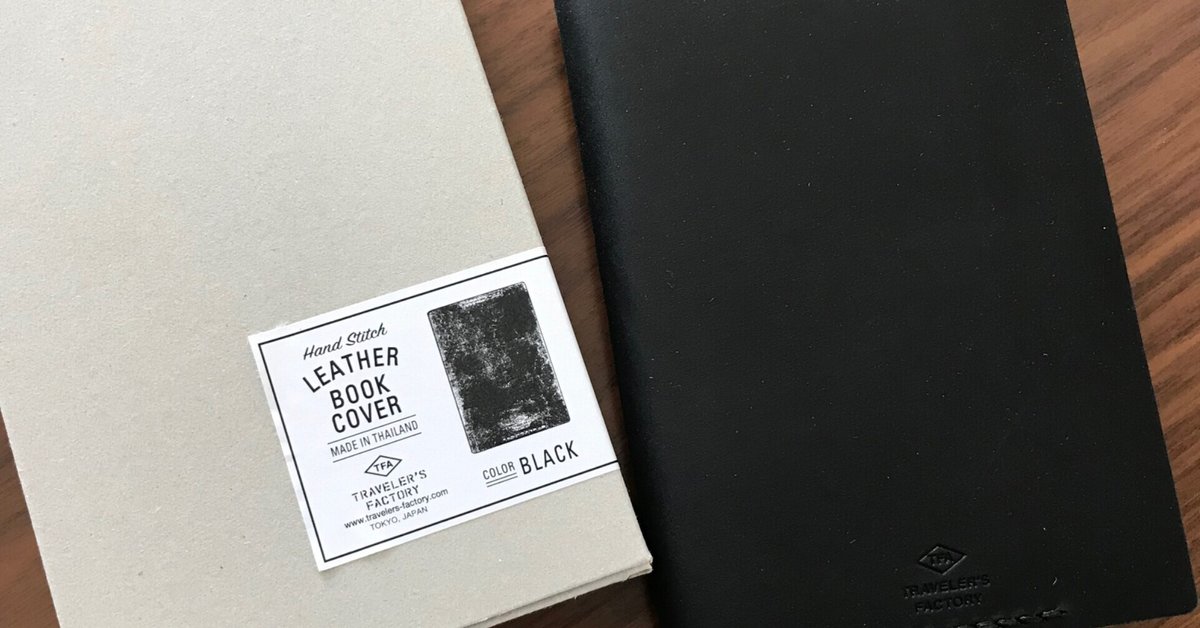 Hand Stitch
LEATHER
BOOK
COVER
MADE IN THAILAND
TFA
TRAVELER'S
FACTORY
www.travelers-factory.com
TOKYO, JAPAN
COLOR BLACK
TFA
TRAVELER'S
FACTORY